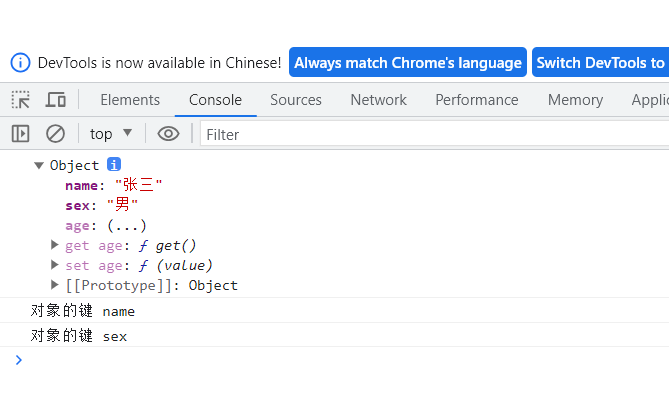 DevTools is now available in Chinese! Always match Chrome's language Switch DevTools to
Elements Console Sources Network Performance Memory Applic
top Filter
Object i
name: "张三"
sex: "男"
age: (...)
get age: ƒ get()
set age: ƒ (value)
[[Prototype]]: Object
对象的键 name
对象的键 sex